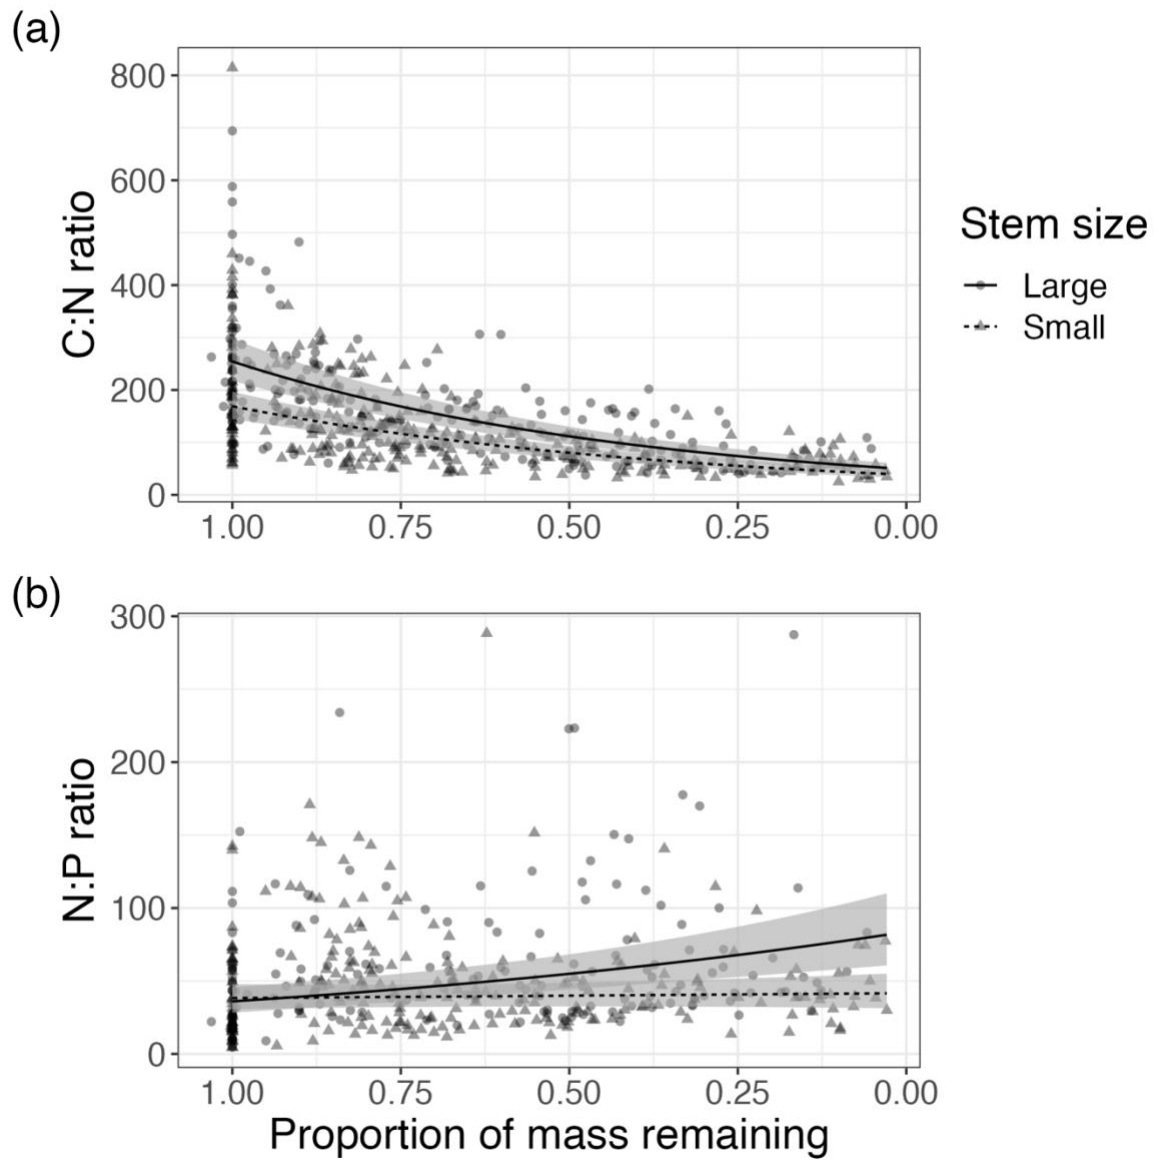 (a)
800
600
400
200
0
C:N ratio
1.00 0.75 0.50 0.25 0.00
Stem size
Large
Small
(b)
300
200
100
0
N:P ratio
1.00 0.75 0.50 0.25 0.00
Proportion of mass remaining